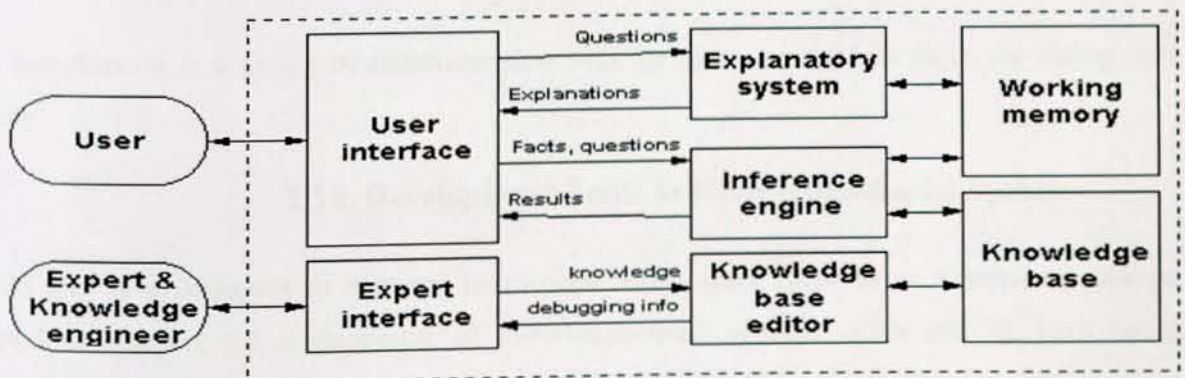 User
Expert &
Knowledge
engineer
User
interface
Expert
interface
Questions
Explanations
Facts, questions
Results
knowledge
debugging info
Explanatory
system
Inference
engine
Knowledge
base
editor
Working
memory
Knowledge
base